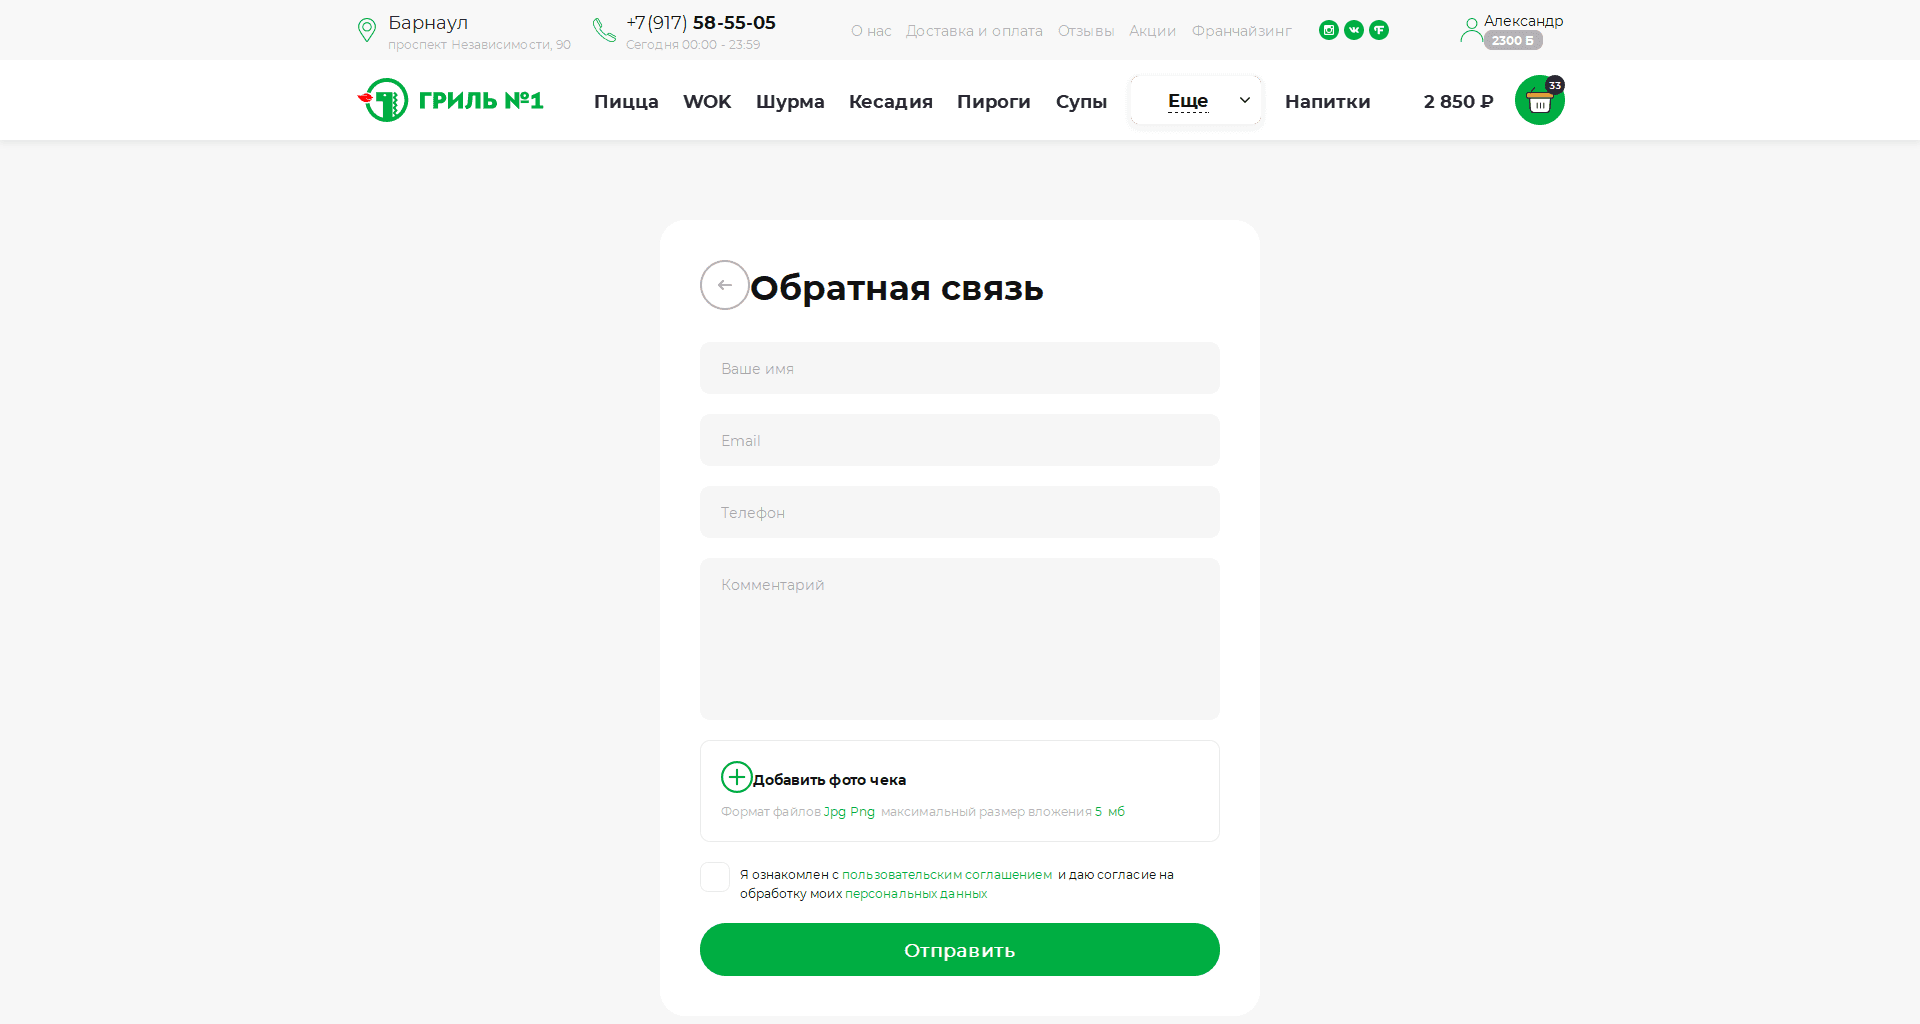 Барнаул
проспект Независимости, 90
+7(917) 58-55-05
Сегодня 00:00 - 23:59
О нас Доставка и оплата Отзывы Акции Франчайзинг
Александр
2300 Б
ГРИЛЬ №1
Пицца WOK Шурма Кесадия Пироги Супы Еще Напитки
2 850 ₽
33
Обратная связь
Ваше имя
Email
Телефон
Комментарий
Добавить фото чека
Формат файлов Jpg Png максимальный размер вложения 5 мб
Я ознакомлен с пользовательским соглашением и даю согласие на
обработку моих персональных данных
Отправить